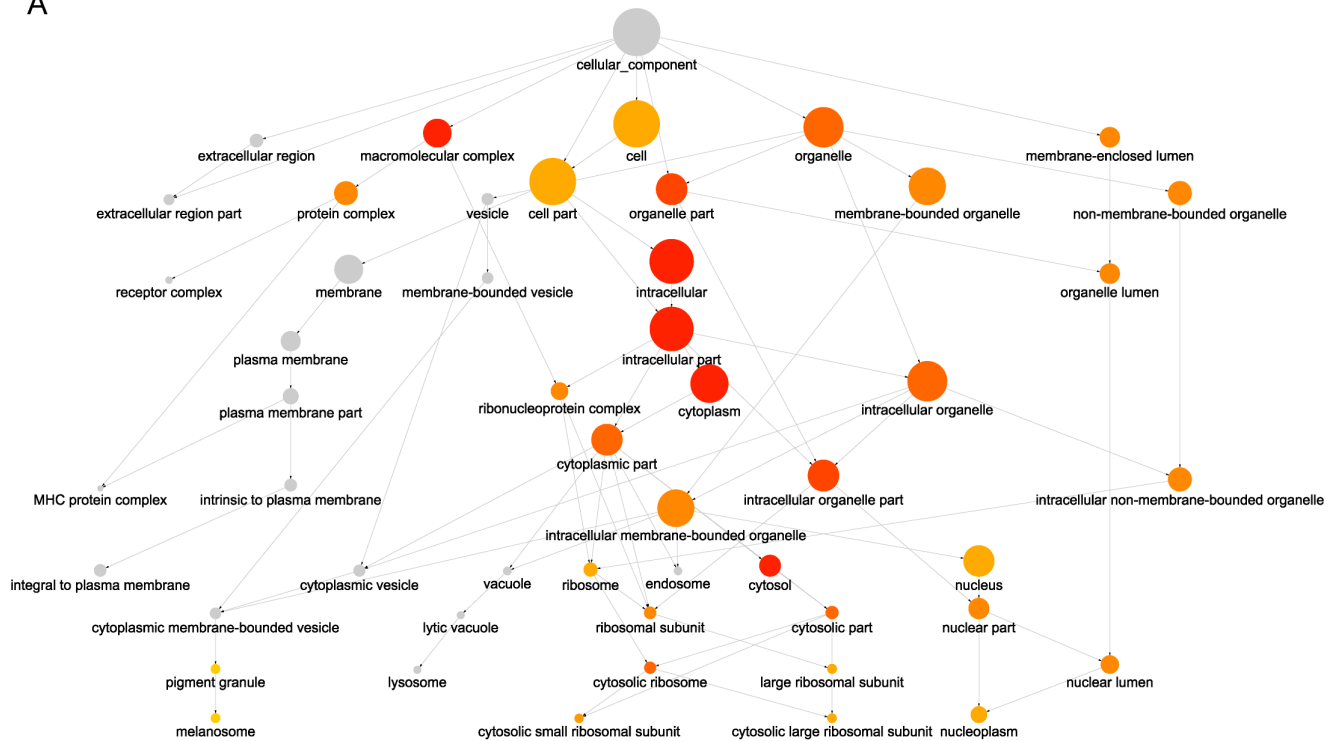 A
cellular_component
extracellular region
macromolecular complex
cell
organelle
membrane-enclosed lumen
extracellular region part
protein complex
vesicle
cell part
organelle part
membrane-bounded organelle
non-membrane-bounded organelle
receptor complex
membrane
membrane-bounded vesicle
intracellular
organelle lumen
plasma membrane
intracellular part
plasma membrane part
ribonucleoprotein complex
cytoplasm
intracellular organelle
cytoplasmic part
MHC protein complex
intrinsic to plasma membrane
intracellular organelle part
intracellular non-membrane-bounded organelle
intracellular membrane-bounded organelle
integral to plasma membrane
cytoplasmic vesicle
vacuole
ribosome
endosome
cytosol
nucleus
cytoplasmic membrane-bounded vesicle
lytic vacuole
ribosomal subunit
cytosolic part
nuclear part
pigment granule
lysosome
cytosolic ribosome
large ribosomal subunit
nuclear lumen
melanosome
cytosolic small ribosomal subunit
cytosolic large ribosomal subunit
nucleoplasm